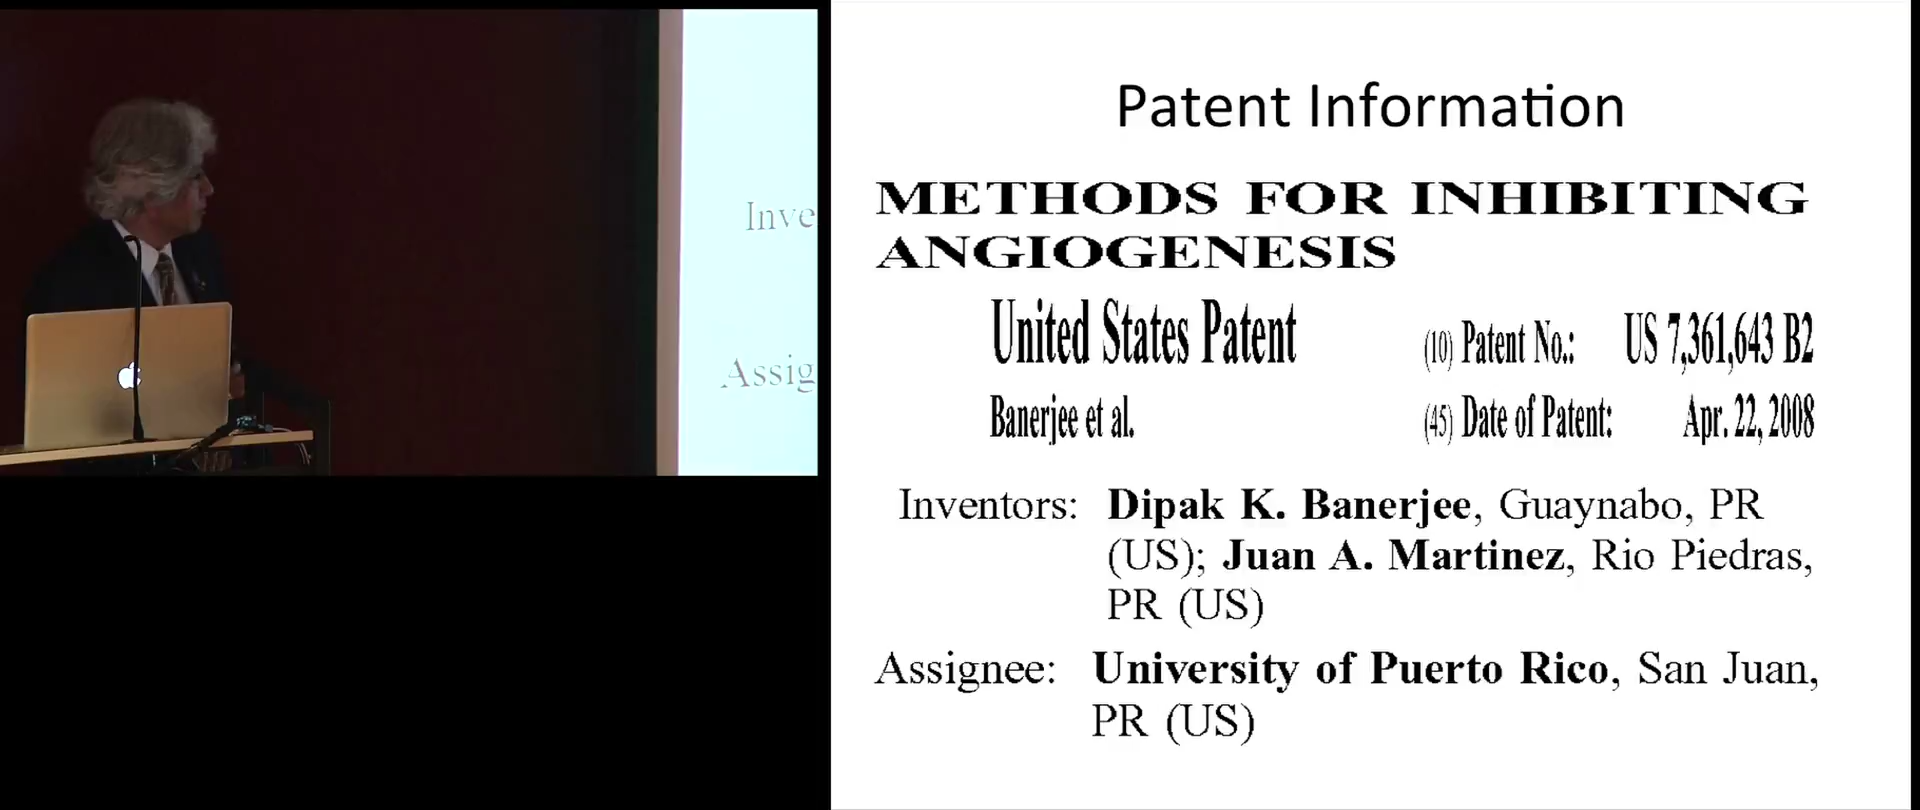 Inve
Assig
Patent Information
METHODS FOR INHIBITING
ANGIOGENESIS
United States Patent
(10) Patent No.: US 7,361,643 B2
Banerjee et al.
(45) Date of Patent: Apr. 22, 2008
Inventors: Dipak K. Banerjee, Guaynabo, PR
(US); Juan A. Martinez, Rio Piedras,
PR (US)
Assignee: University of Puerto Rico, San Juan,
PR (US)